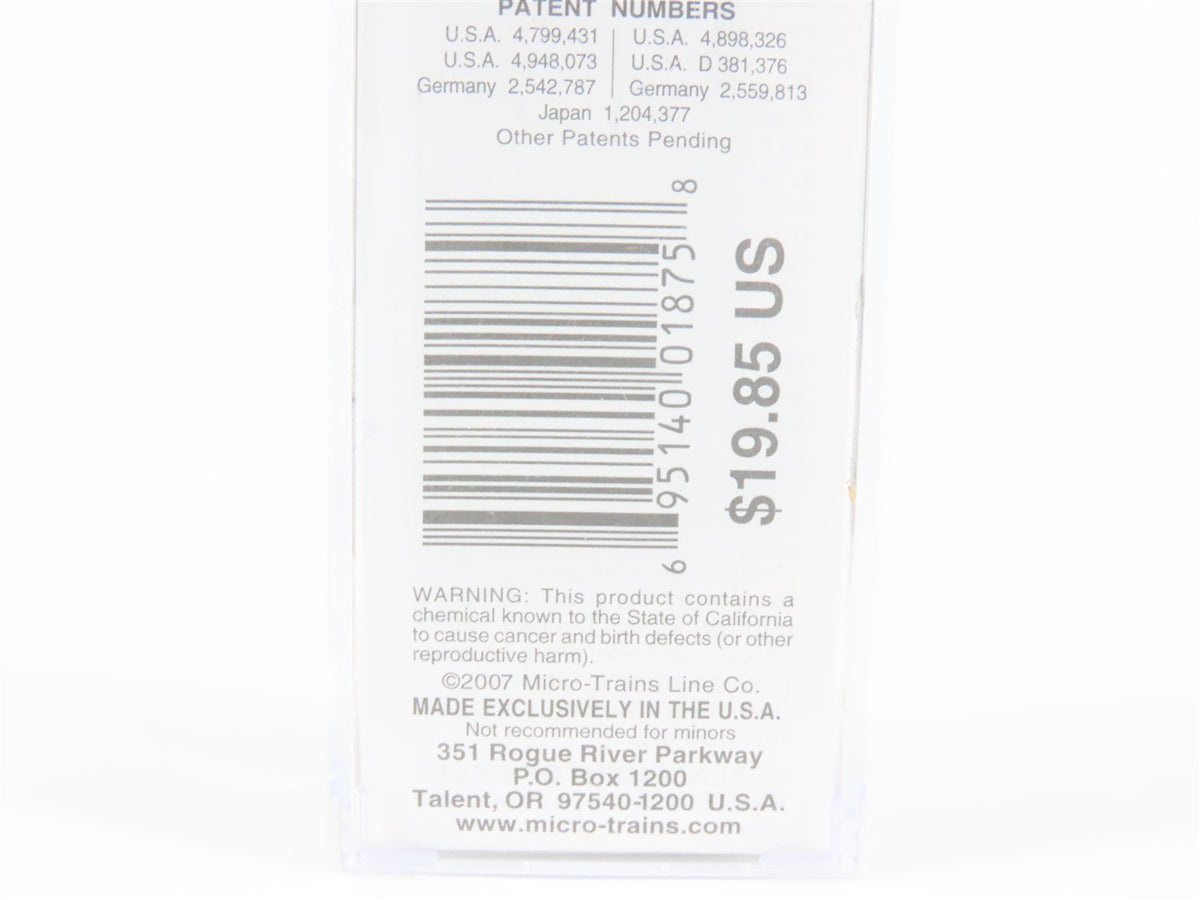 PATENT NUMBERS
U.S.A. 4,799,431 U.S.A. 4,898,326
U.S.A. 4,948,073 U.S.A. D 381,376
Germany 2,542,787 Germany 2,559,813
Japan 1,204,377
Other Patents Pending
6 95140 01875 8
$19.85 US
WARNING: This product contains a
chemical known to the State of California
to cause cancer and birth defects (or other
reproductive harm).
©2007 Micro-Trains Line Co.
MADE EXCLUSIVELY IN THE U.S.A.
Not recommended for minors
351 Rogue River Parkway
P.O. Box 1200
Talent, OR 97540-1200 U.S.A.
www.micro-trains.com